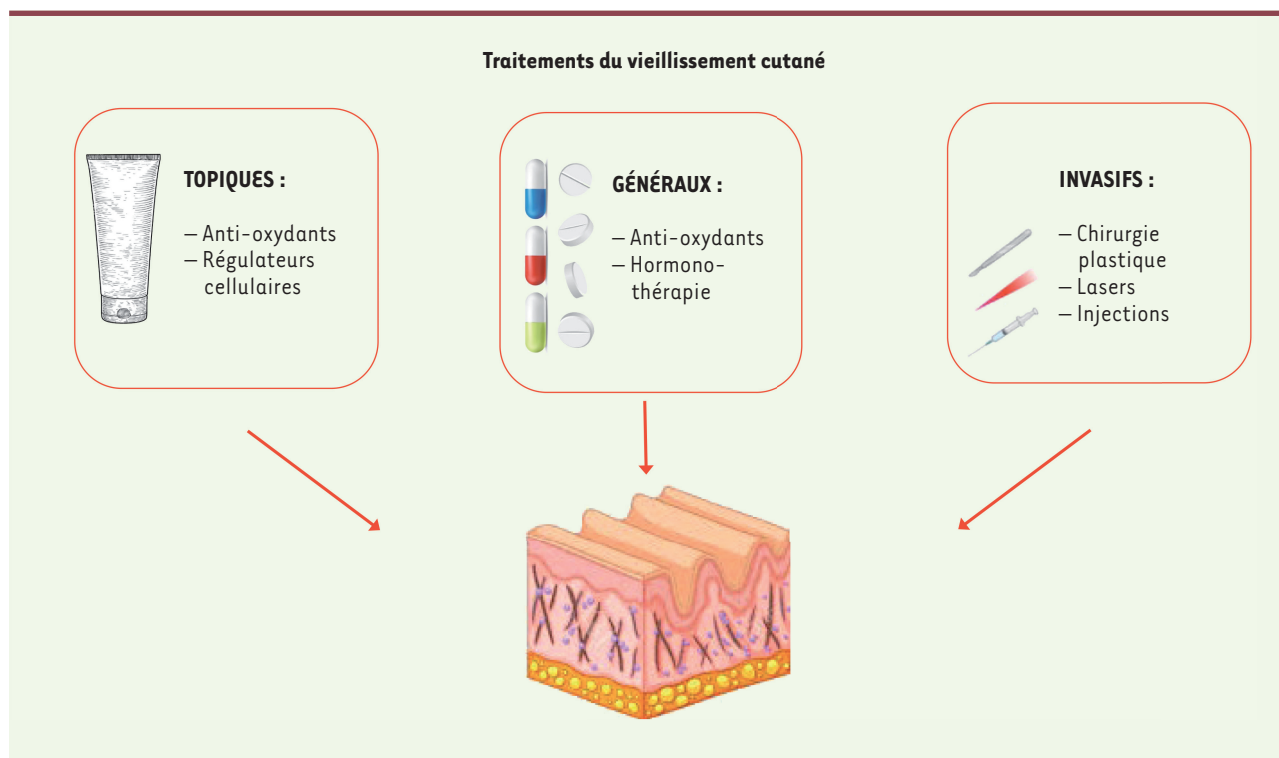 Traitements du vieillissement cutané
TOPIQUES :
– Anti-oxydants
– Régulateurs
cellulaires
GÉNÉRAUX :
– Anti-oxydants
– Hormono-
thérapie
INVASIFS :
– Chirurgie
plastique
– Lasers
– Injections